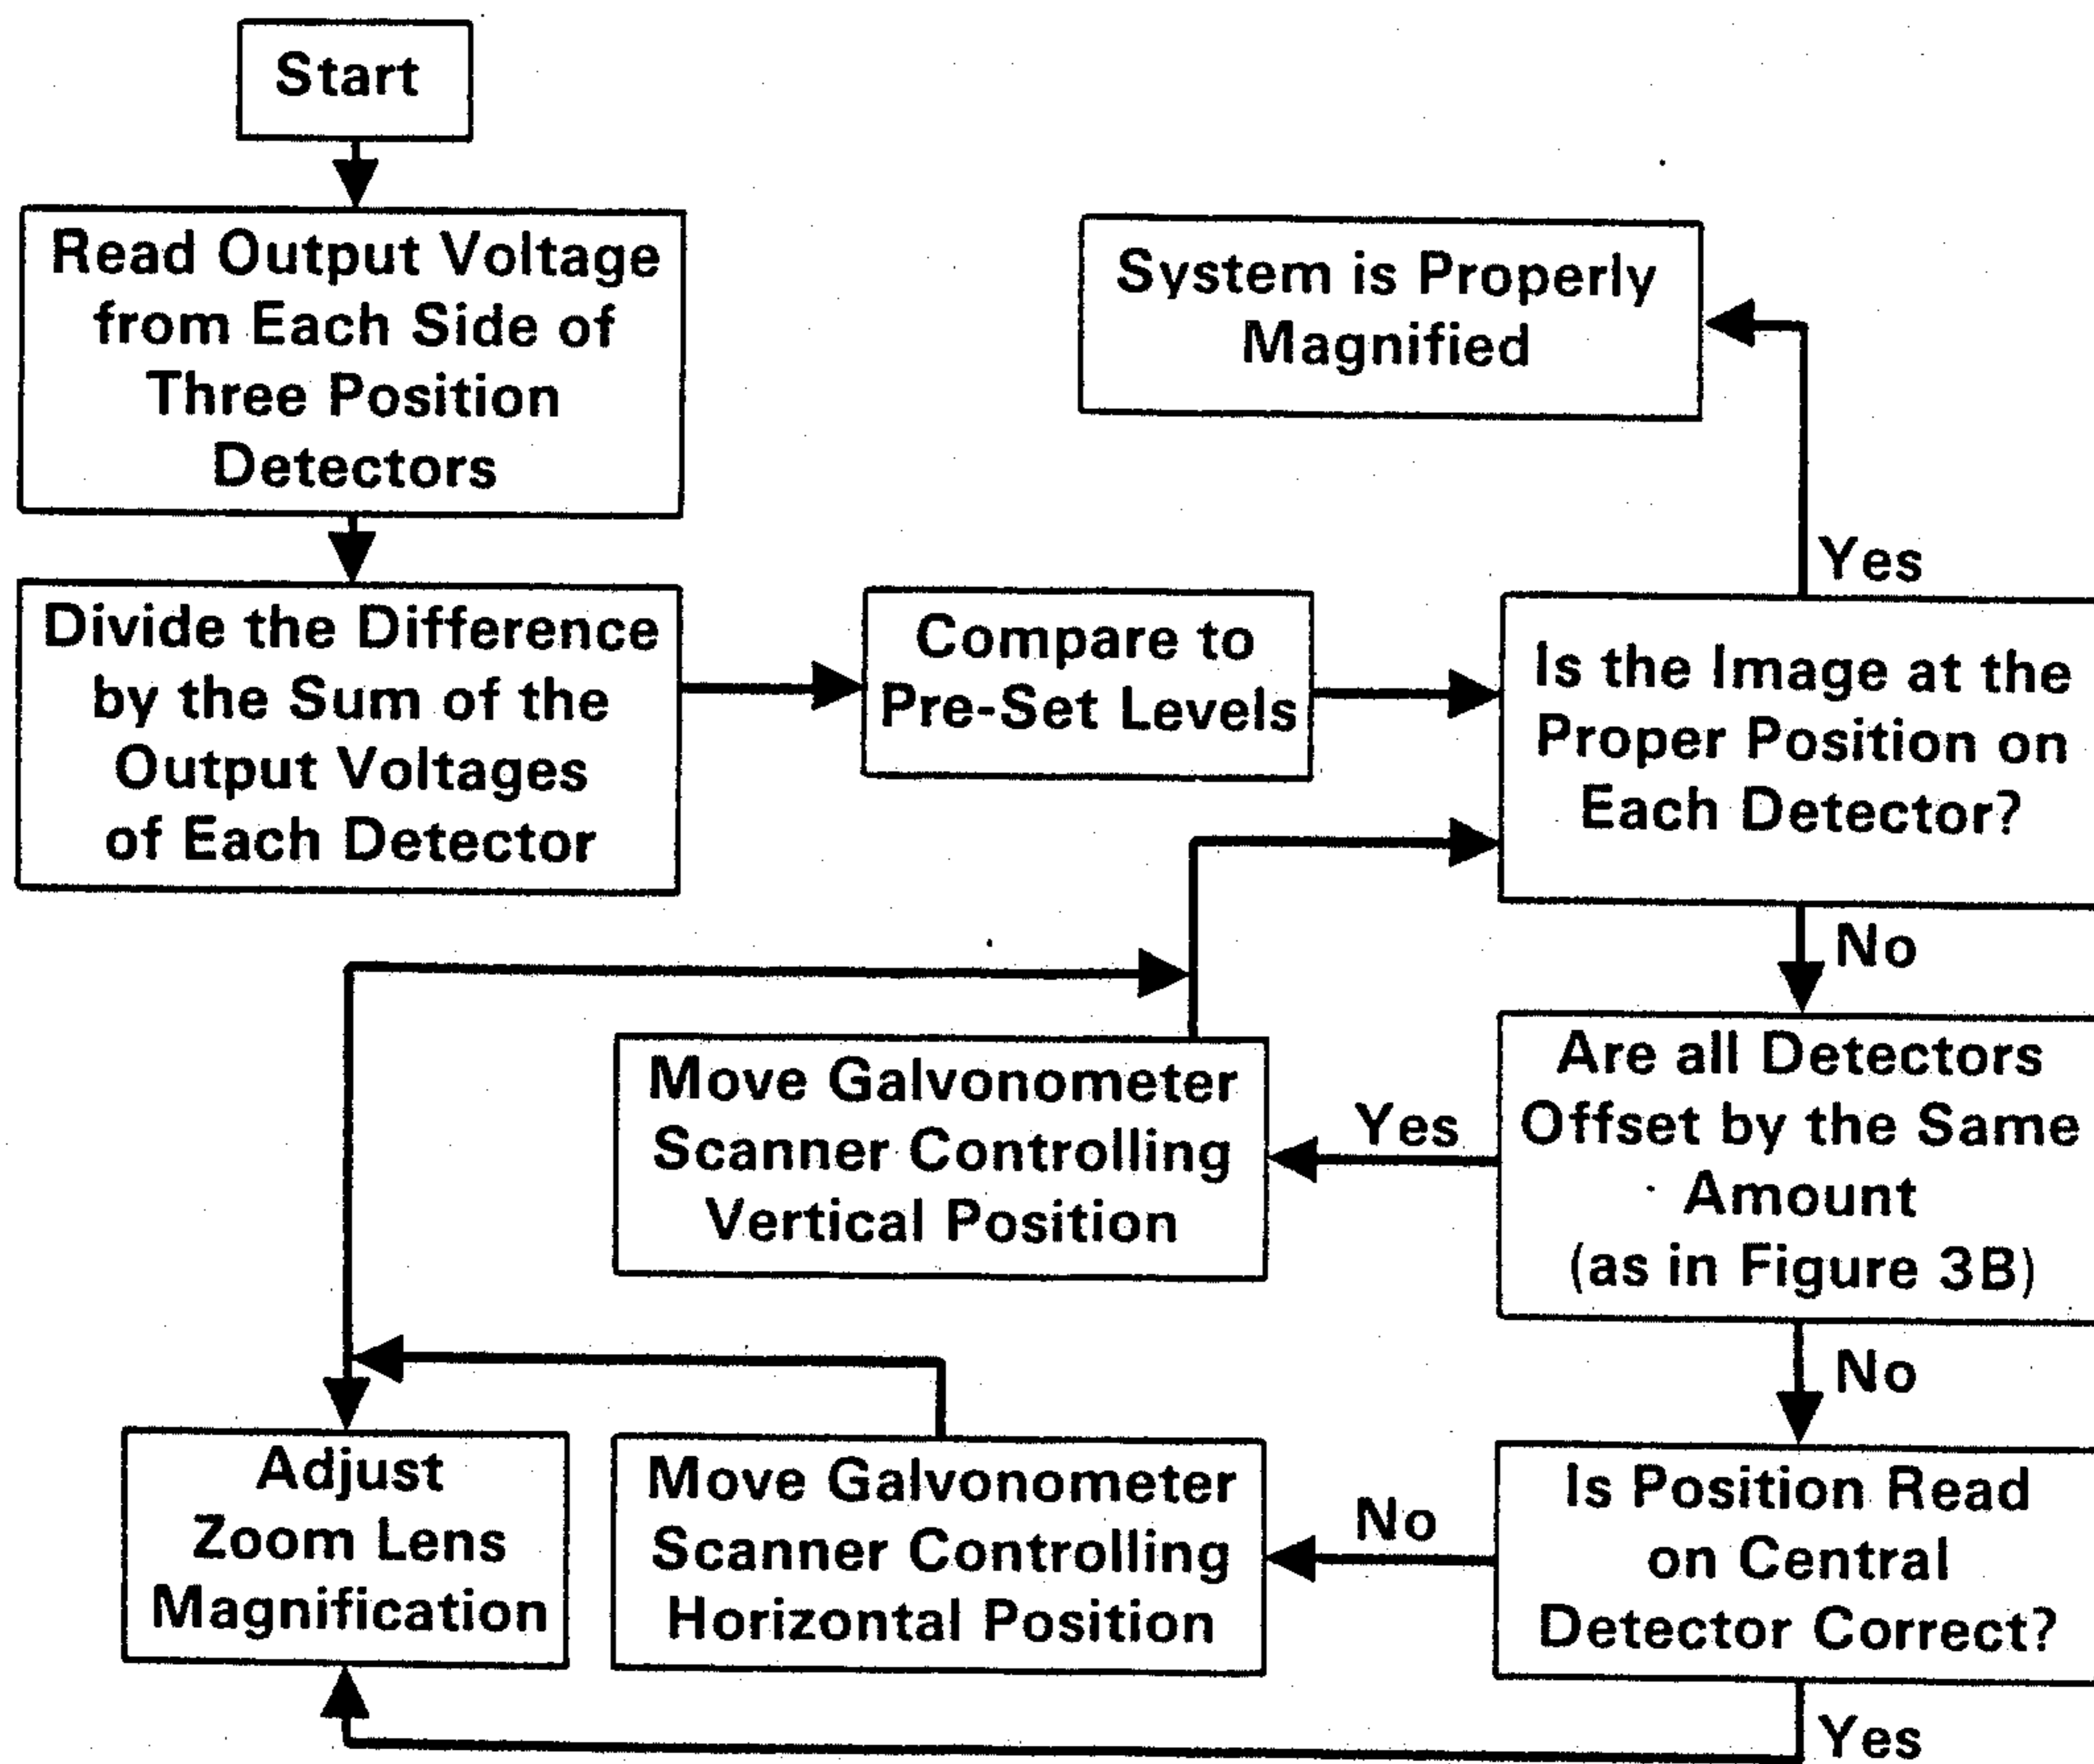 Start
Read Output Voltage
from Each Side of
Three Position
Detectors
System is Properly
Magnified
Yes
Divide the Difference
by the Sum of the
Output Voltages
of Each Detector
Compare to
Pre-Set Levels
Is the Image at the
Proper Position on
Each Detector?
No
Move Galvonometer
Scanner Controlling
Vertical Position
Yes
Are all Detectors
Offset by the Same
Amount
(as in Figure 3B)
No
Adjust
Zoom Lens
Magnification
Move Galvonometer
Scanner Controlling
Horizontal Position
No
Is Position Read
on Central
Detector Correct?
Yes